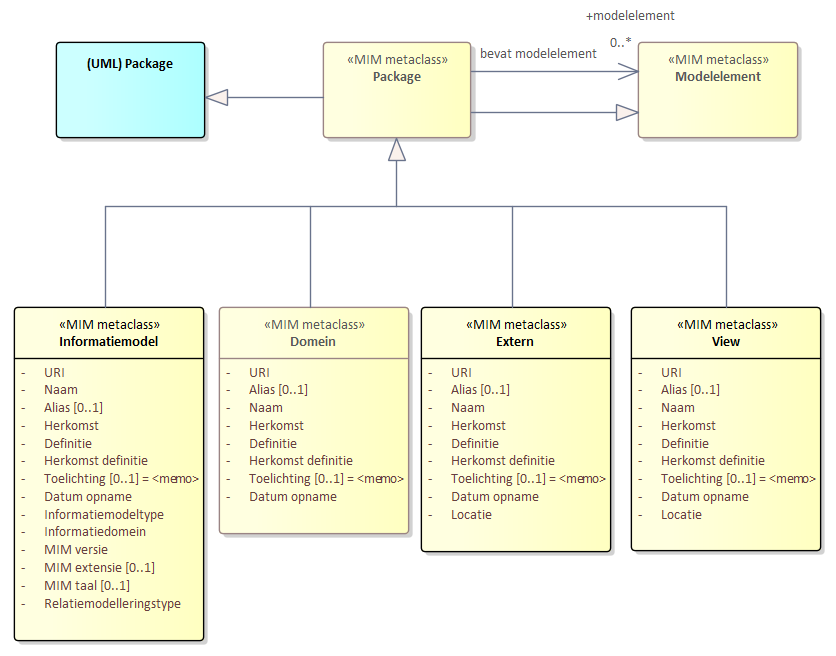 +modelelement
0..*
bevat modelelement
(UML) Package
«MIM metaclass»
Package
«MIM metaclass»
Modelelement
«MIM metaclass»
Informatiemodel
- URI
- Naam
- Alias [0..1]
- Herkomst
- Definitie
- Herkomst definitie
- Toelichting [0..1] = <memo>
- Datum opname
- Informatiemodeltype
- Informatiedomein
- MIM versie
- MIM extensie [0..1]
- MIM taal [0..1]
- Relatiemodelleringstype
«MIM metaclass»
Domein
- URI
- Alias [0..1]
- Naam
- Herkomst
- Definitie
- Herkomst definitie
- Toelichting [0..1] = <memo>
- Datum opname
«MIM metaclass»
Extern
- URI
- Alias [0..1]
- Naam
- Herkomst
- Definitie
- Herkomst definitie
- Toelichting [0..1] = <memo>
- Datum opname
- Locatie
«MIM metaclass»
View
- URI
- Alias [0..1]
- Naam
- Herkomst
- Definitie
- Herkomst definitie
- Toelichting [0..1] = <memo>
- Datum opname
- Locatie